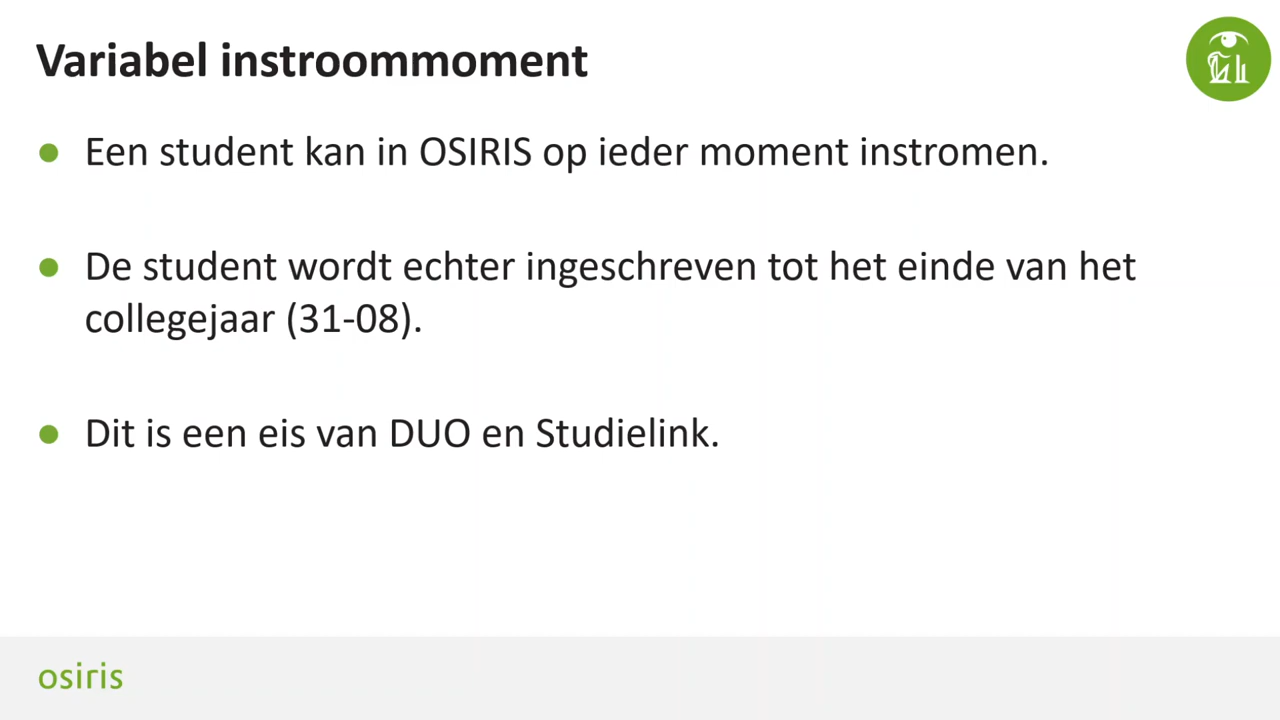 Variabel instroommoment
Een student kan in OSIRIS op ieder moment instromen.
De student wordt echter ingeschreven tot het einde van het
collegejaar (31-08).
Dit is een eis van DUO en Studielink.
osiris